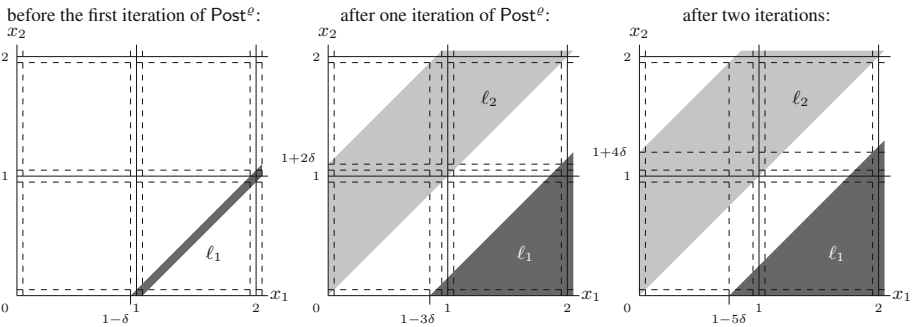 before the first iteration of Post^ϱ:
x₂
2
1
ℓ₁
0
1
2
x₁
1−δ
after one iteration of Post^ϱ:
x₂
2
ℓ₂
1+2δ
1
ℓ₁
0
1
2
x₁
1−3δ
after two iterations:
x₂
2
ℓ₂
1+4δ
1
ℓ₁
0
1
2
x₁
1−5δ